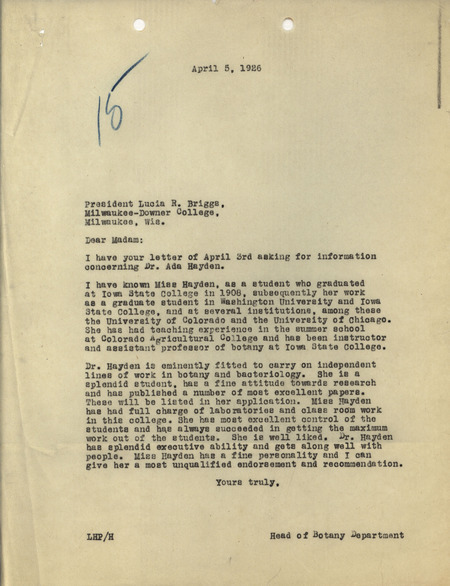 April 5, 1926
15
President Lucia R. Briggs,
Milwaukee-Downer College,
Milwaukee, Wis.
Dear Madam:
I have your letter of April 3rd asking for information
concerning Dr. Ada Hayden.
I have known Miss Hayden, as a student who graduated
at Iowa State College in 1908, subsequently her work
as a graduate student in Washington University and Iowa
State College, and at several institutions, among these
the University of Colorado and the University of Chicago.
She has had teaching experience in the summer school
at Colorado Agricultural College and has been instructor
and assistant professor of botany at Iowa State College.
Dr. Hayden is eminently fitted to carry on independent
lines of work in botany and bacteriology. She is a
splendid student, has a fine attitude towards research
and has published a number of most excellent papers.
These will be listed in her application. Miss Hayden
has had full charge of laboratories and class room work
in this college. She has most excellent control of the
students and has always succeeded in getting the maximum
work out of the students. She is well liked. Dr. Hayden
has splendid executive ability and gets along well with
people. Miss Hayden has a fine personality and I can
give her a most unqualified endorsement and recommendation.
Yours truly,
LHP/H Head of Botany Department